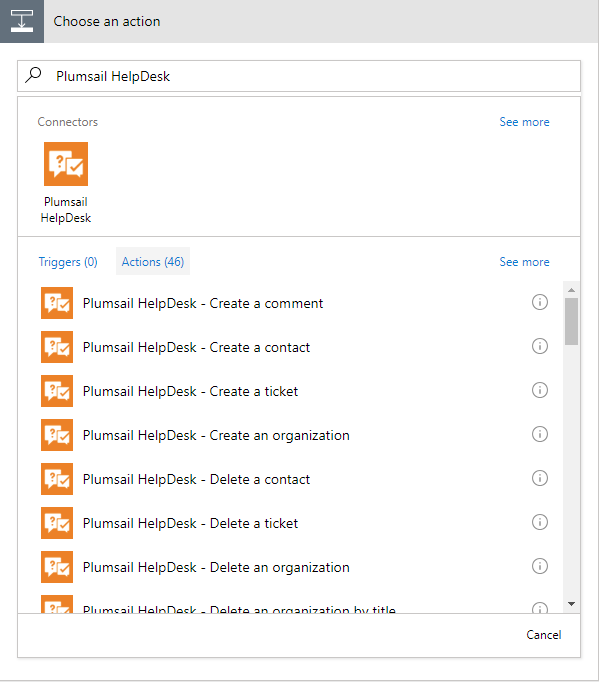 Choose an action
Plumsail HelpDesk
Connectors
See more
Plumsail
HelpDesk
Triggers (0)
Actions (46)
See more
Plumsail HelpDesk - Create a comment
Plumsail HelpDesk - Create a contact
Plumsail HelpDesk - Create a ticket
Plumsail HelpDesk - Create an organization
Plumsail HelpDesk - Delete a contact
Plumsail HelpDesk - Delete a ticket
Plumsail HelpDesk - Delete an organization
Plumsail HelpDesk - Delete an organization by title
Cancel